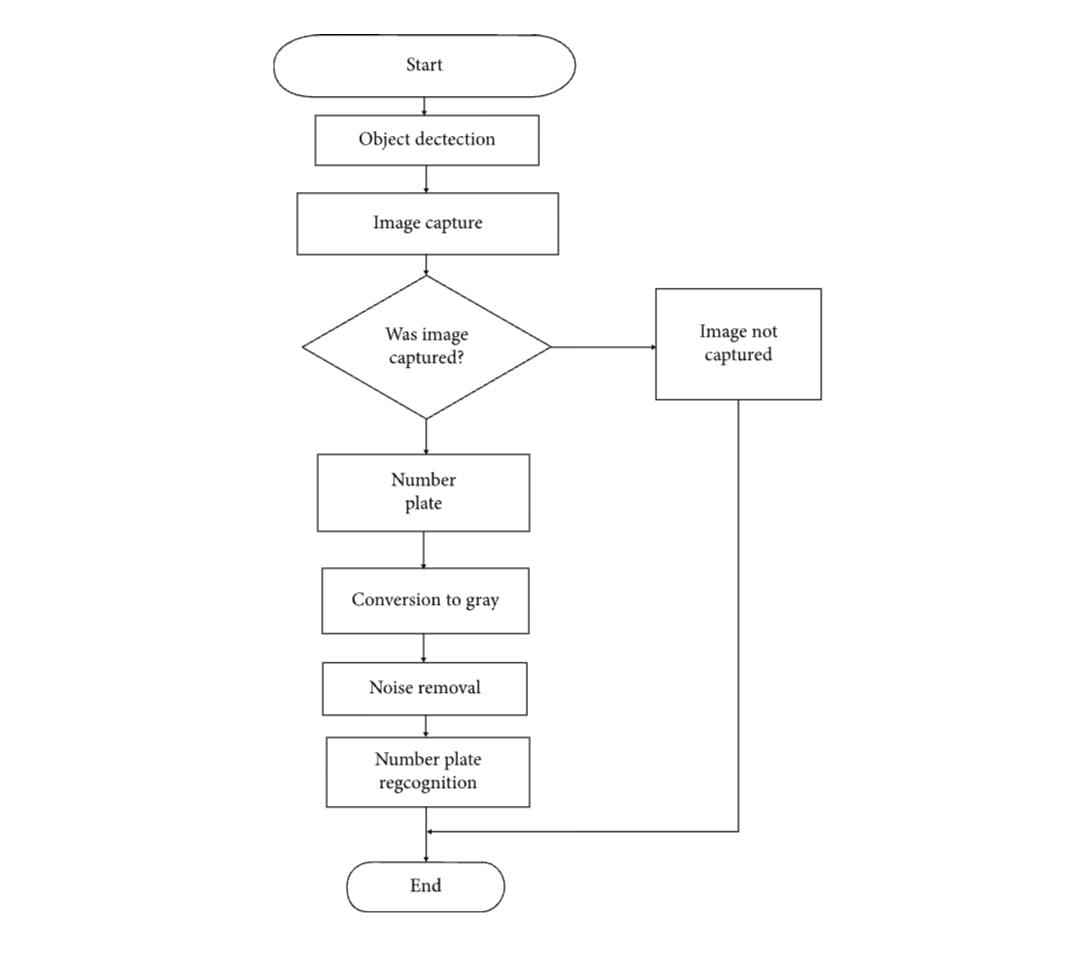 Start
Object dectection
Image capture
Was image
captured?
Image not
captured
Number
plate
Conversion to gray
Noise removal
Number plate
regcognition
End